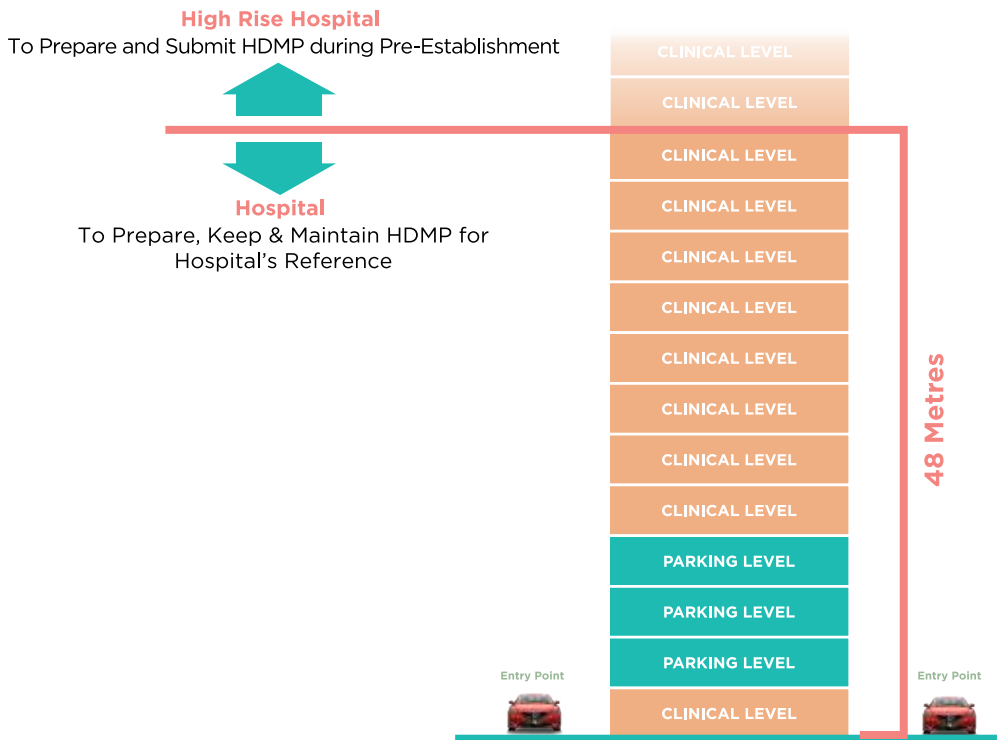 High Rise Hospital
To Prepare and Submit HDMP during Pre-Establishment
Hospital
To Prepare, Keep & Maintain HDMP for
Hospital's Reference
CLINICAL LEVEL
CLINICAL LEVEL
CLINICAL LEVEL
CLINICAL LEVEL
CLINICAL LEVEL
CLINICAL LEVEL
CLINICAL LEVEL
CLINICAL LEVEL
CLINICAL LEVEL
CLINICAL LEVEL
PARKING LEVEL
PARKING LEVEL
PARKING LEVEL
CLINICAL LEVEL
48 Metres
Entry Point
Entry Point